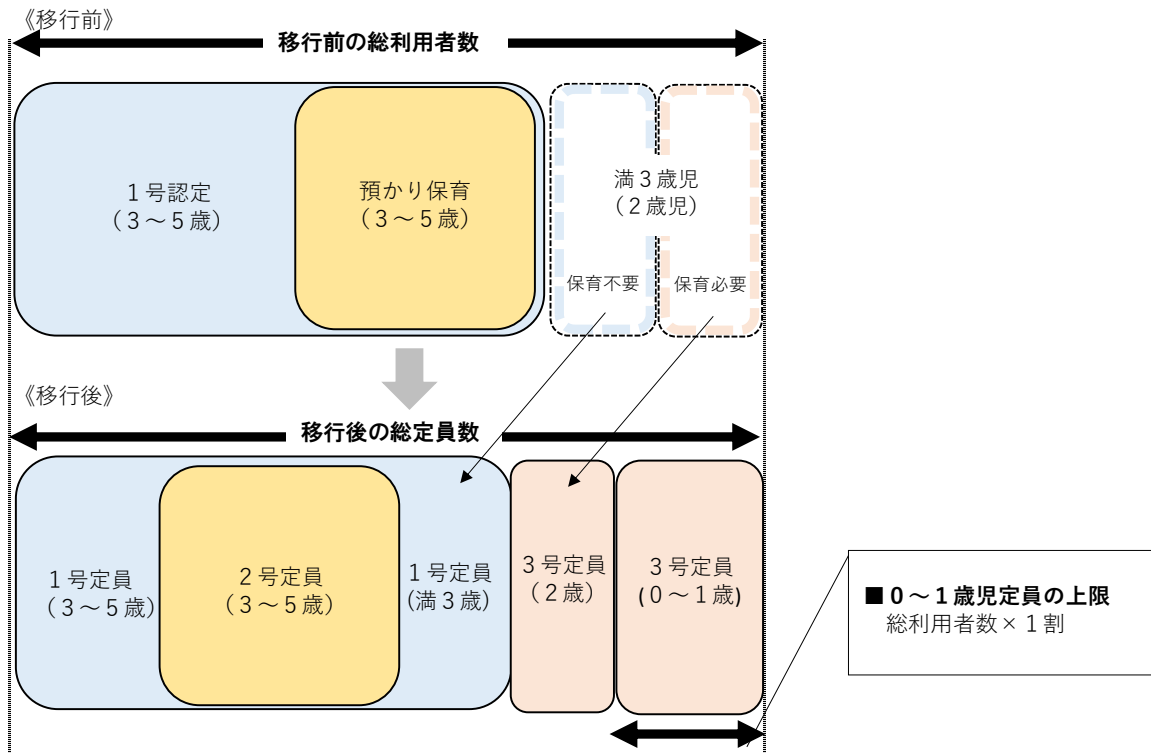 《移行前》
移行前の総利用者数
１号認定
（３～５歳）
預かり保育
（３～５歳）
満３歳児
（２歳児）
保育不要
保育必要
《移行後》
移行後の総定員数
１号定員
（３～５歳）
２号定員
（３～５歳）
１号定員
(満３歳）
３号定員
（２歳）
３号定員
(０～１歳)
■０～１歳児定員の上限
総利用者数×１割